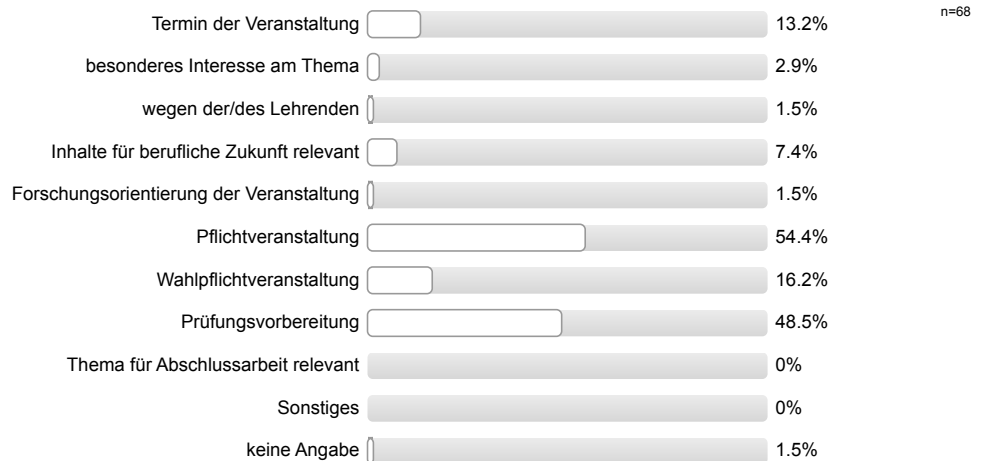 Termin der Veranstaltung 13.2% n=68
besonderes Interesse am Thema 2.9%
wegen der/des Lehrenden 1.5%
Inhalte für berufliche Zukunft relevant 7.4%
Forschungsorientierung der Veranstaltung 1.5%
Pflichtveranstaltung 54.4%
Wahlpflichtveranstaltung 16.2%
Prüfungsvorbereitung 48.5%
Thema für Abschlussarbeit relevant 0%
Sonstiges 0%
keine Angabe 1.5%